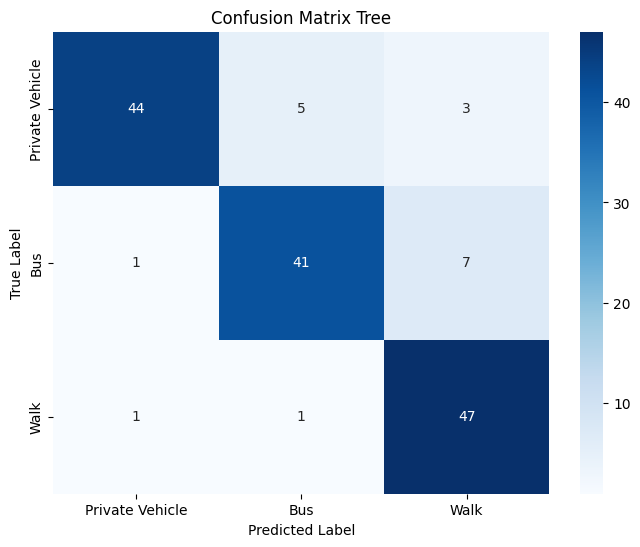 Confusion Matrix Tree
True Label
Private Vehicle
44 5 3
Bus
1 41 7
Walk
1 1 47
Private Vehicle Bus Walk
Predicted Label
40
30
20
10